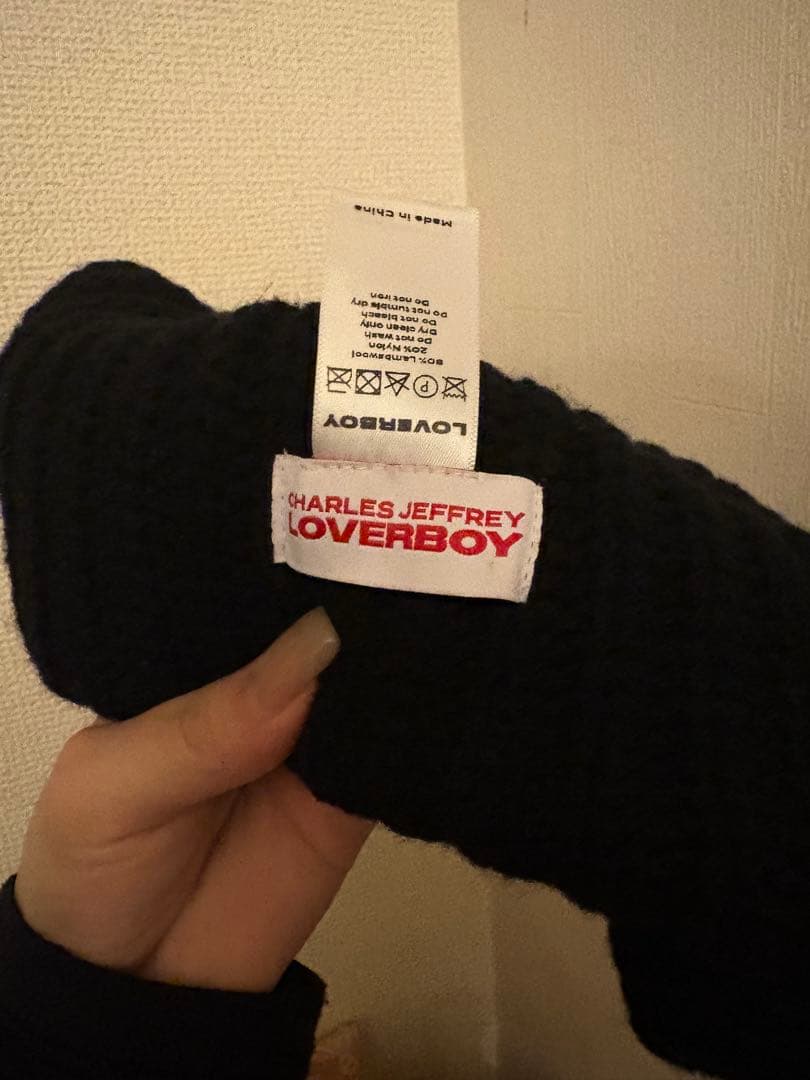 CHARLES JEFFREY
LOVERBOY
LOVERBOY
80% Lambswool
20% Nylon
Do not wash
Dry clean only
Do not bleach
Do not tumble dry
Do not iron
Made in China